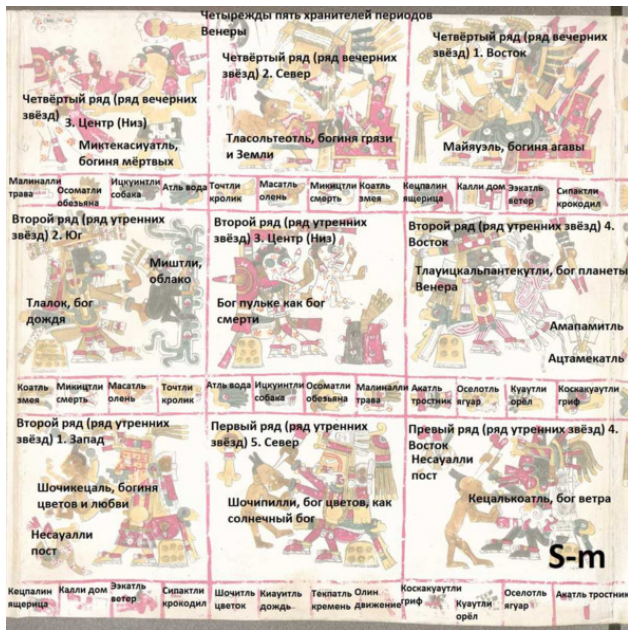 Четырежды пять хранителей периодов
Венеры
Четвёртый ряд (ряд вечерних
звёзд)
3. Центр (Низ)
Миктекасиуатль,
богиня мёртвых
Четвёртый ряд (ряд вечерних
звёзд) 2. Север
Тласольтеотль, богиня грязи
и Земли
Четвёртый ряд (ряд вечерних
звёзд) 1. Восток
Майяуэль, богиня агавы
Малиналли
трава
Осоматли
обезьяна
Ицкуинтли
собака
Атль вода
Точтли
кролик
Масатль
олень
Микицтли
смерть
Коатль
змея
Кецпалин
ящерица
Калли дом
Ээкатль
ветер
Сипактли
крокодил
Второй ряд (ряд утренних
звёзд) 2. Юг
Миштли,
облако
Тлалок, бог
дождя
Второй ряд (ряд утренних
звёзд) 3. Центр (Низ)
Бог пульке как бог
смерти
Второй ряд (ряд утренних звёзд) 4.
Восток
Тлауицкальпантекутли, бог планеты
Венера
Амапамитль
Ацтамекатль
Коатль
змея
Микицтли
смерть
Масатль
олень
Точтли
кролик
Атль вода
Ицкуинтли
собака
Осоматли
обезьяна
Малиналли
трава
Акатль
тростник
Оселотль
ягуар
Куаутли
орёл
Коскакуаутли
гриф
Второй ряд (ряд утренних
звёзд) 1. Запад
Шочикецаль, богиня
цветов и любви
Несауалли
пост
Первый ряд (ряд утренних
звёзд) 5. Север
Шочипилли, бог цветов, как
солнечный бог
Превый ряд (ряд утренних звёзд) 4.
Восток
Несауалли
пост
Кецалькоатль, бог ветра
S-m
Кецпалин
ящерица
Калли дом
Ээкатль
ветер
Сипактли
крокодил
Шочитль
цветок
Киауитль
дождь
Текпатль
кремень
Олин
движение
Коскакуаутли
гриф
Куаутли
орёл
Оселотль
ягуар
Акатль тростник